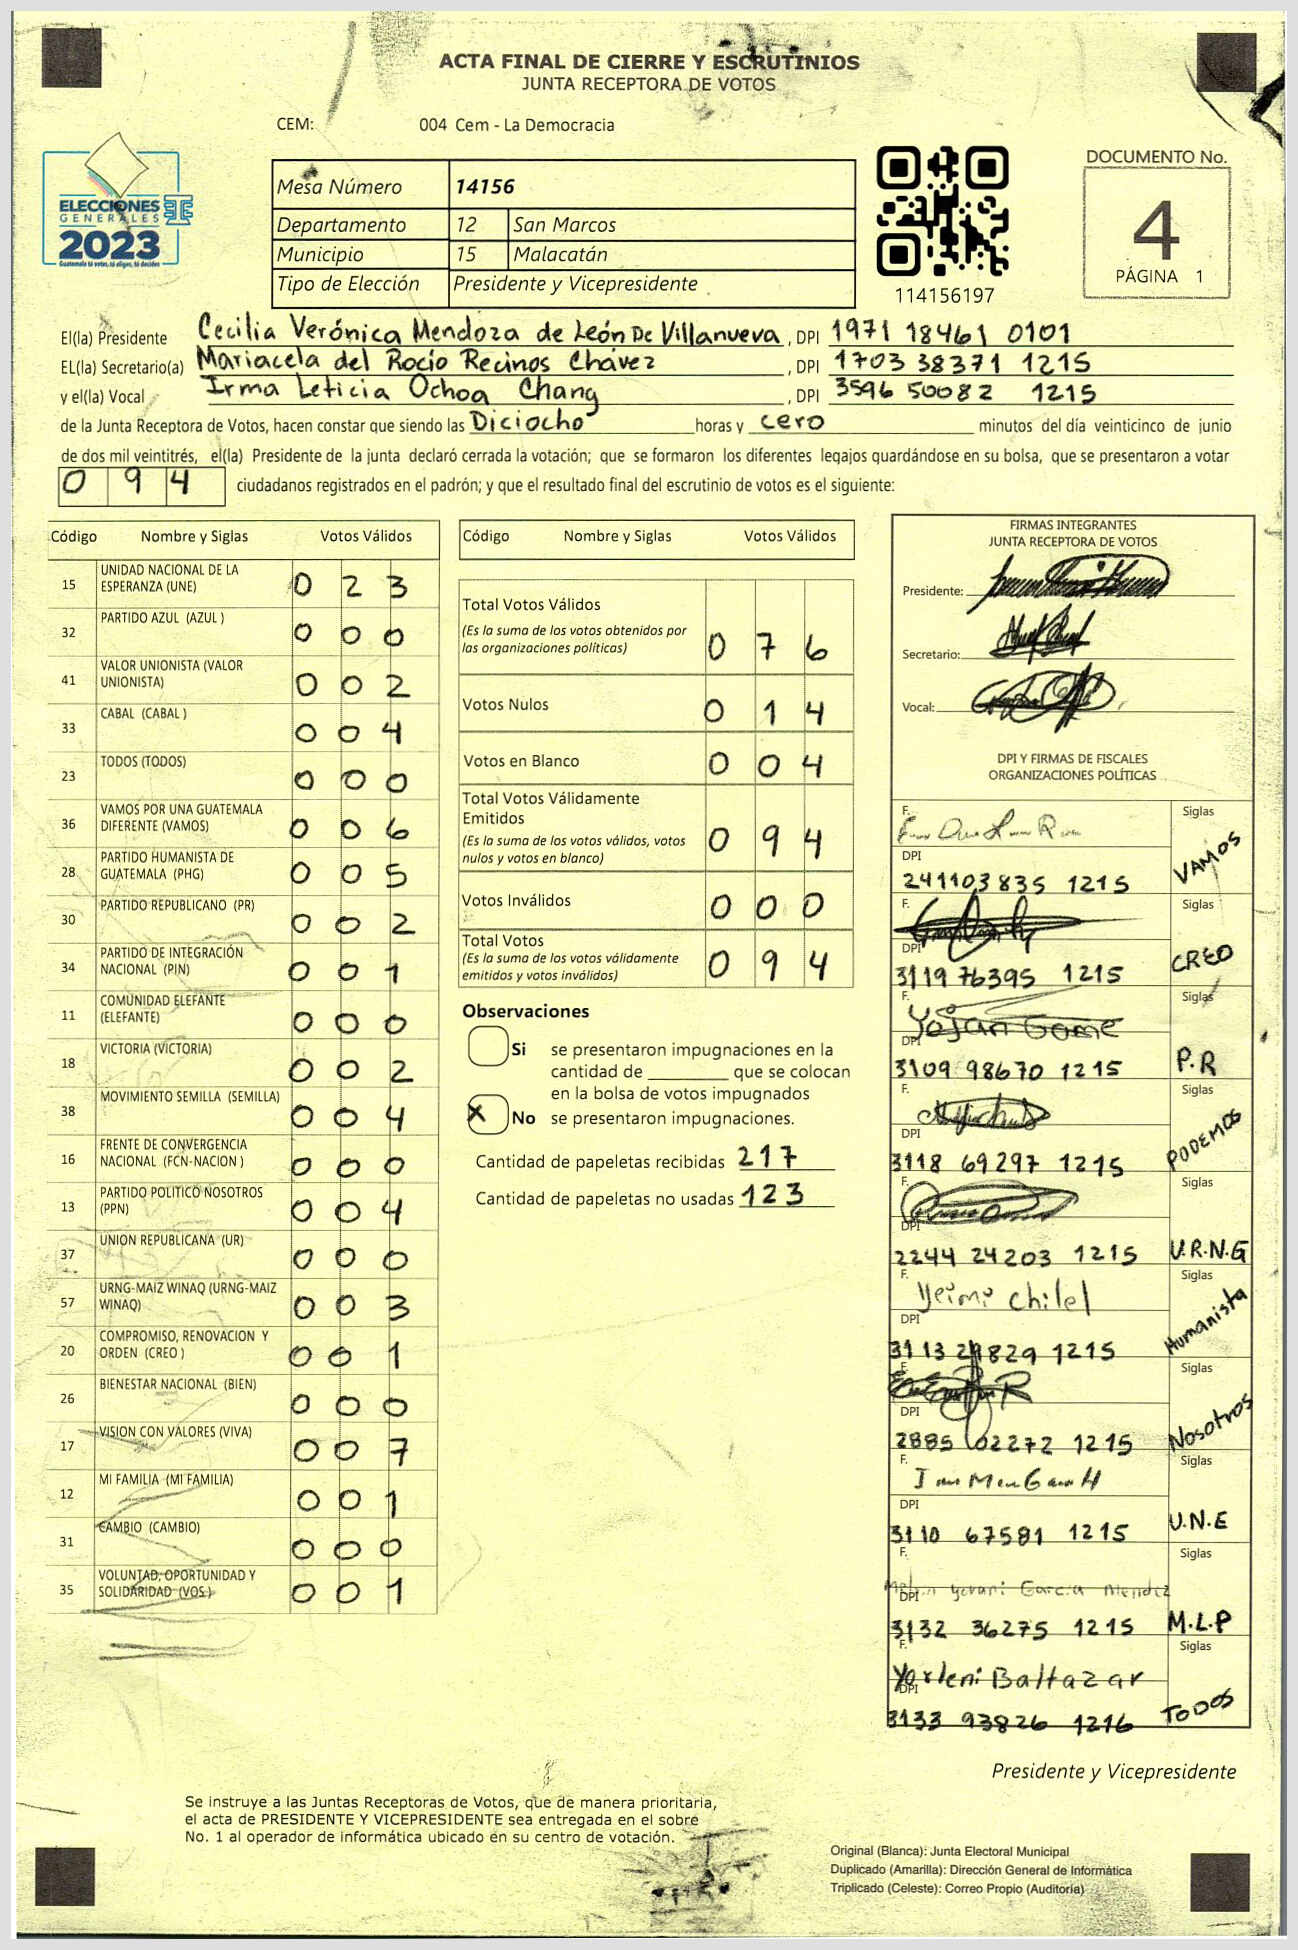 ACTA FINAL DE CIERRE Y ESCRUTINIOS
JUNTA RECEPTORA DE VOTOS
CEM: 004 Cem - La Democracia
ELECCIONES
GENERALES
2023
Guatemala tú votas, tú eliges, tú decides
Mesa Número 14156
Departamento 12 San Marcos
Municipio 15 Malacatán
Tipo de Elección Presidente y Vicepresidente
114156197
DOCUMENTO No.
4
PÁGINA 1
El(la) Presidente Cecilia Verónica Mendoza de León De Villanueva, DPI 1971 18461 0101
EL(la) Secretario(a) Mariacela del Rocío Recinos Chávez, DPI 1703 38371 1215
y el(la) Vocal Irma Leticia Ochoa Chang, DPI 3596 50082 1215
de la Junta Receptora de Votos, hacen constar que siendo las Diciocho horas y cero minutos del día veinticinco de junio
de dos mil veintitrés, el(la) Presidente de la junta declaró cerrada la votación; que se formaron los diferentes legajos guardándose en su bolsa, que se presentaron a votar
094 ciudadanos registrados en el padrón; y que el resultado final del escrutinio de votos es el siguiente:
Código Nombre y Siglas Votos Válidos
15 UNIDAD NACIONAL DE LA
ESPERANZA (UNE) 0 2 3
32 PARTIDO AZUL (AZUL ) 0 0 0
41 VALOR UNIONISTA (VALOR
UNIONISTA) 0 0 2
33 CABAL (CABAL ) 0 0 4
23 TODOS (TODOS) 0 0 0
36 VAMOS POR UNA GUATEMALA
DIFERENTE (VAMOS) 0 0 6
28 PARTIDO HUMANISTA DE
GUATEMALA (PHG) 0 0 5
30 PARTIDO REPUBLICANO (PR) 0 0 2
34 PARTIDO DE INTEGRACIÓN
NACIONAL (PIN) 0 0 1
11 COMUNIDAD ELEFANTE
(ELEFANTE) 0 0 0
18 VICTORIA (VICTORIA) 0 0 2
38 MOVIMIENTO SEMILLA (SEMILLA) 0 0 4
16 FRENTE DE CONVERGENCIA
NACIONAL (FCN-NACION ) 0 0 0
13 PARTIDO POLITICO NOSOTROS
(PPN) 0 0 4
37 UNION REPUBLICANA (UR) 0 0 0
57 URNG-MAIZ WINAQ (URNG-MAIZ
WINAQ) 0 0 3
20 COMPROMISO, RENOVACION Y
ORDEN (CREO ) 0 0 1
26 BIENESTAR NACIONAL (BIEN) 0 0 0
17 VISION CON VALORES (VIVA) 0 0 7
12 MI FAMILIA (MI FAMILIA) 0 0 1
31 CAMBIO (CAMBIO) 0 0 0
35 VOLUNTAD, OPORTUNIDAD Y
SOLIDARIDAD (VOS ) 0 0 1
Código Nombre y Siglas Votos Válidos
Total Votos Válidos
(Es la suma de los votos obtenidos por
las organizaciones políticas) 0 7 6
Votos Nulos 0 1 4
Votos en Blanco 0 0 4
Total Votos Válidamente
Emitidos
(Es la suma de los votos válidos, votos
nulos y votos en blanco) 0 9 4
Votos Inválidos 0 0 0
Total Votos
(Es la suma de los votos válidamente
emitidos y votos inválidos) 0 9 4
Observaciones
Si se presentaron impugnaciones en la
cantidad de ________ que se colocan
en la bolsa de votos impugnados
X No se presentaron impugnaciones.
Cantidad de papeletas recibidas 217
Cantidad de papeletas no usadas 123
FIRMAS INTEGRANTES
JUNTA RECEPTORA DE VOTOS
Presidente:
Secretario:
Vocal:
DPI Y FIRMAS DE FISCALES
ORGANIZACIONES POLÍTICAS
F. Siglas
DPI VAMOS
241103835 1215
F. Siglas
DPI CREO
3119 76395 1215
F. Siglas
DPI P.R
3109 98670 1215
F. Siglas
DPI PODEMOS
3118 69297 1215
F. Siglas
DPI U.R.N.G
2244 24203 1215
F. Yeimi Chilel Siglas
DPI Humanista
3113 29829 1215
F. Siglas
DPI Nosotros
2885 02272 1215
F. Siglas
DPI U.N.E
3110 67581 1215
F. Yovani Garcia Mendez Siglas
DPI M.L.P
3132 36275 1215
F. Yorleni Baltazar Siglas
DPI TODOS
3133 93826 1216
Presidente y Vicepresidente
Se instruye a las Juntas Receptoras de Votos, que de manera prioritaria,
el acta de PRESIDENTE Y VICEPRESIDENTE sea entregada en el sobre
No. 1 al operador de informática ubicado en su centro de votación.
Original (Blanca): Junta Electoral Municipal
Duplicado (Amarilla): Dirección General de Informática
Triplicado (Celeste): Correo Propio (Auditoría)